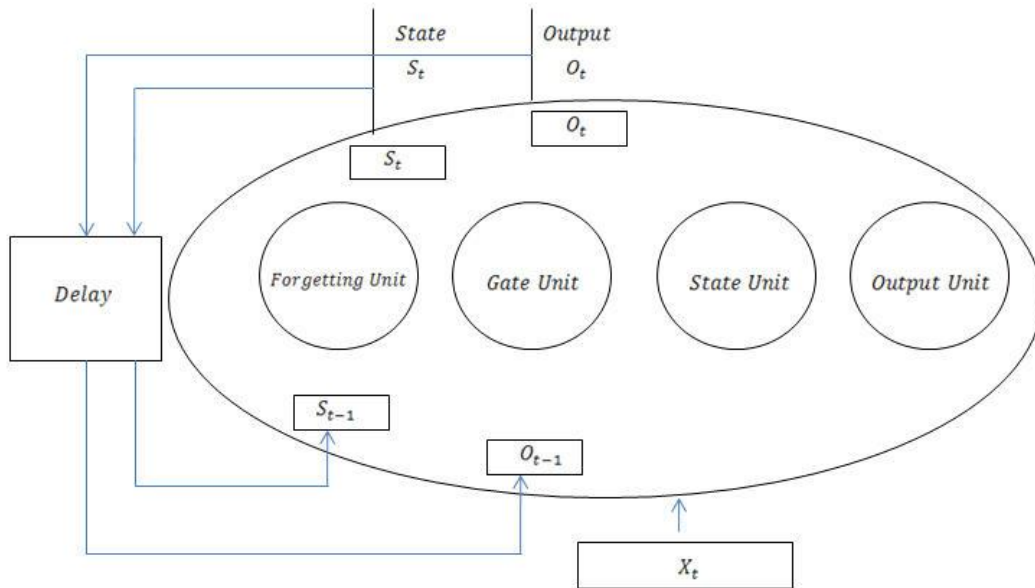 State Output
S_t O_t
O_t
S_t
Forgetting Unit Gate Unit State Unit Output Unit
Delay
S_{t-1}
O_{t-1}
X_t